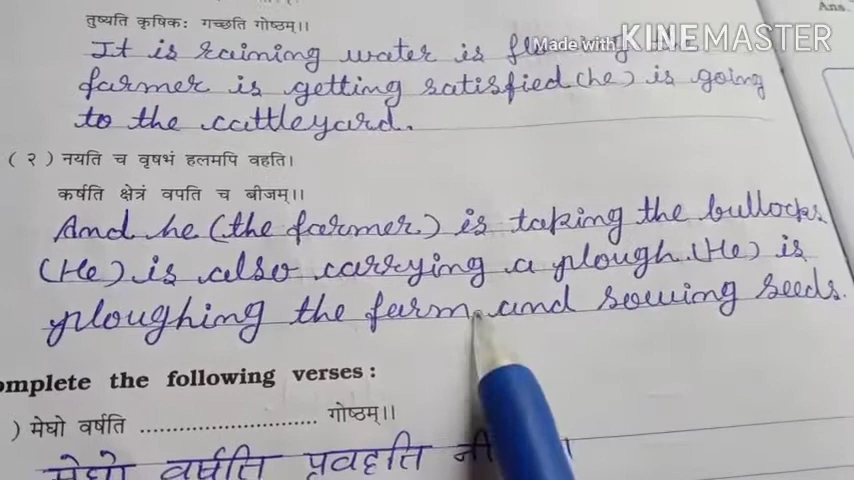 तुष्यति कृषिकः गच्छति गोष्ठम्।।
Ans.
Made with KINEMASTER
It is raining water is
farmer is getting satisfied (he) is going
to the cattleyard.
(२) नयति च वृषभं हलमपि वहति।
कर्षति क्षेत्रं वपति च बीजम्।।
And he (the farmer) is taking the bullocks.
(He) is also carrying a plough. (He) is
ploughing the farm and sowing seeds.
omplete the following verses :
) मेघो वर्षति ............................ गोष्ठम्।।
मेघो वर्षति प्रवहति